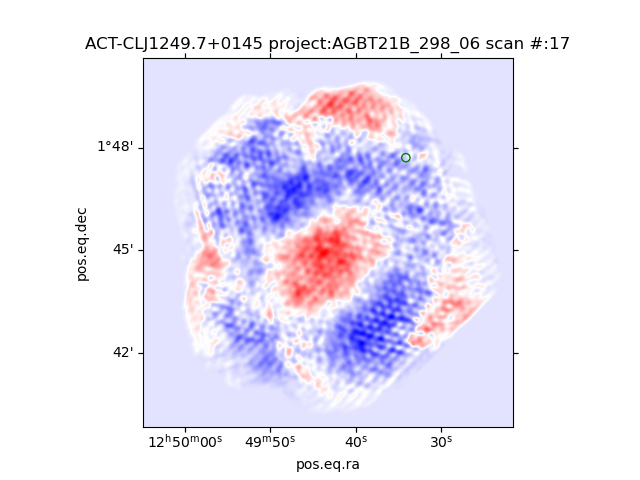 ACT-CLJ1249.7+0145 project:AGBT21B_298_06 scan #:17
1°48'
45'
42'
pos.eq.dec
12ʰ50ᵐ00ˢ 49ᵐ50ˢ 40ˢ 30ˢ
pos.eq.ra